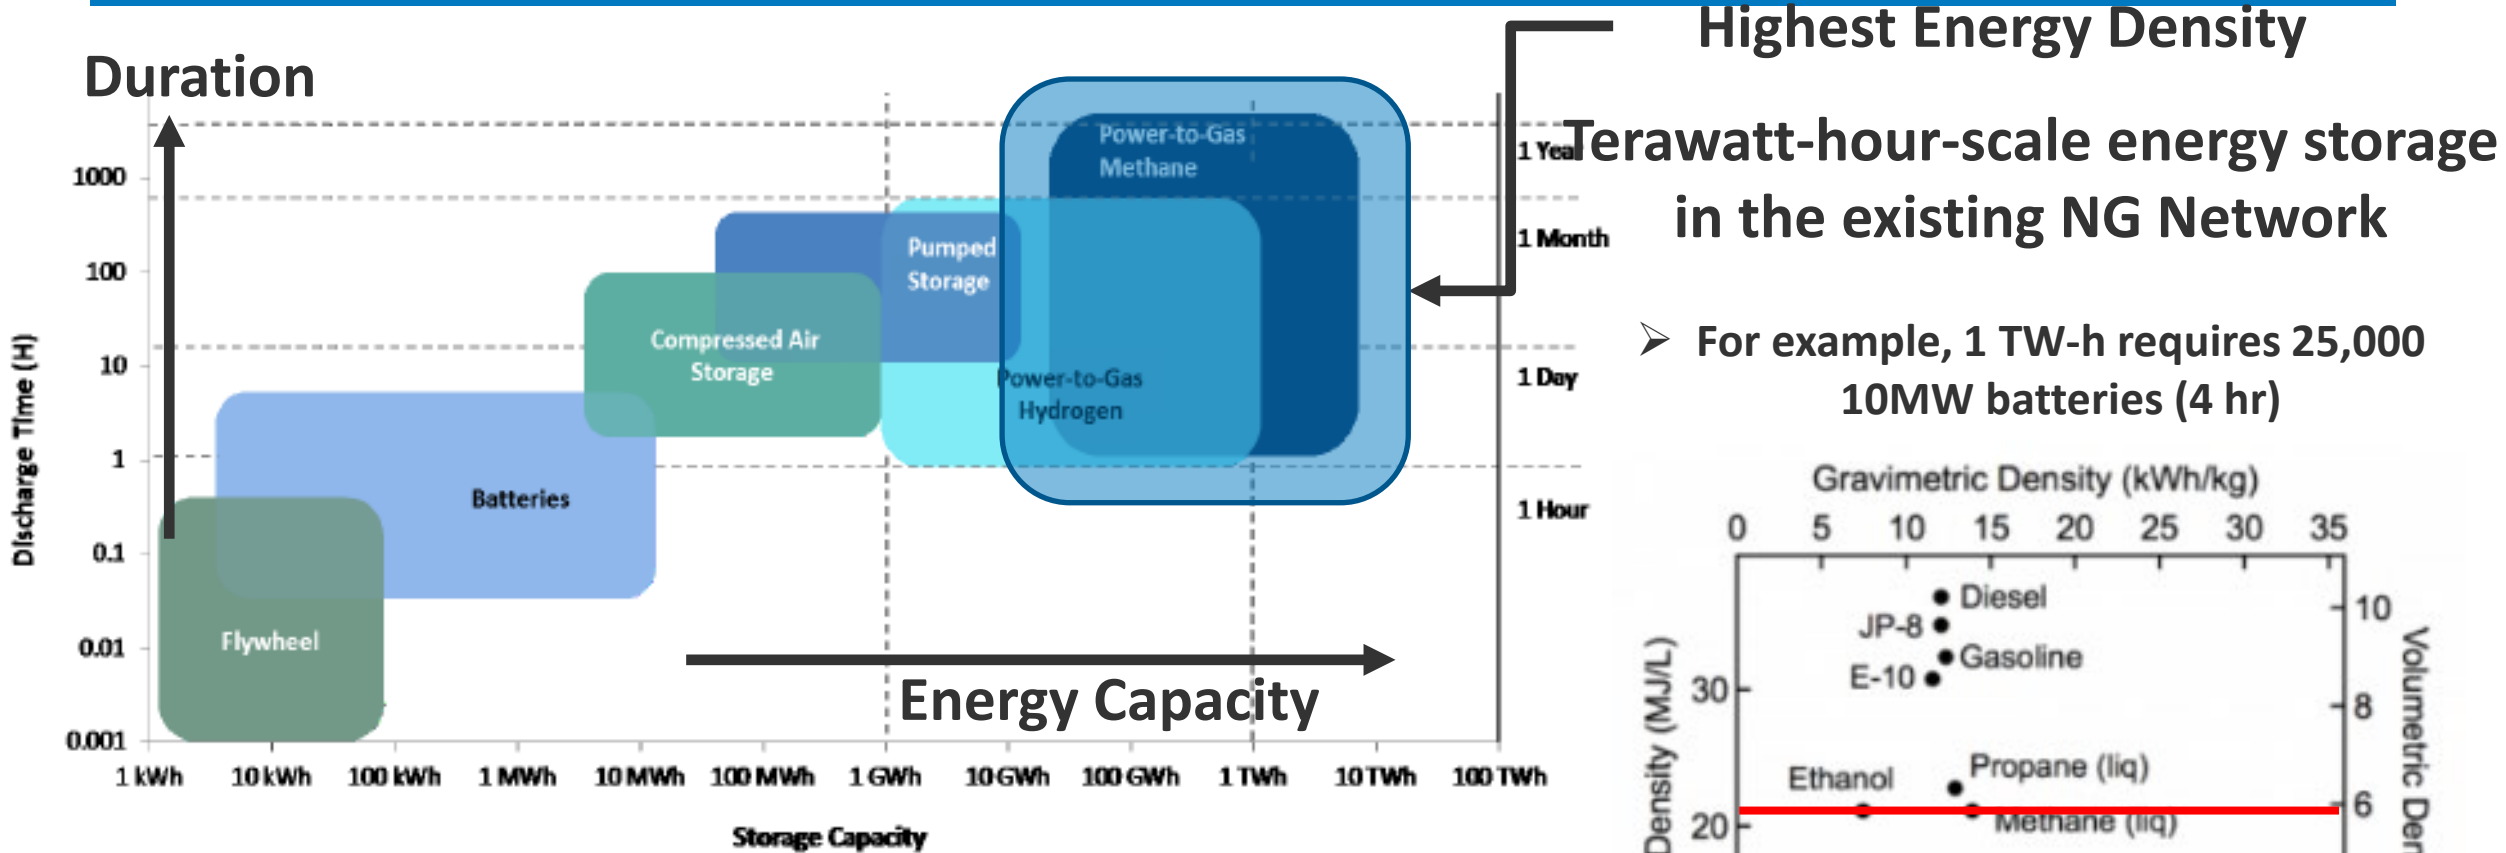 Highest Energy Density
Duration
Terawatt-hour-scale energy storage
in the existing NG Network
For example, 1 TW-h requires 25,000
10MW batteries (4 hr)
Discharge Time (H)
1000
100
10
1
0.1
0.01
0.001
1 Year
1 Month
1 Day
1 Hour
Power-to-Gas
Methane
Pumped
Storage
Compressed Air
Storage
Power-to-Gas
Hydrogen
Batteries
Flywheel
Energy Capacity
1 kWh 10 kWh 100 kWh 1 MWh 10 MWh 100 MWh 1 GWh 10 GWh 100 GWh 1 TWh 10 TWh 100 TWh
Storage Capacity
Gravimetric Density (kWh/kg)
0 5 10 15 20 25 30 35
Diesel
JP-8
Gasoline
E-10
Propane (liq)
Ethanol
Methane (liq)
30
20
Density (MJ/L)
10
8
6
Volumetric